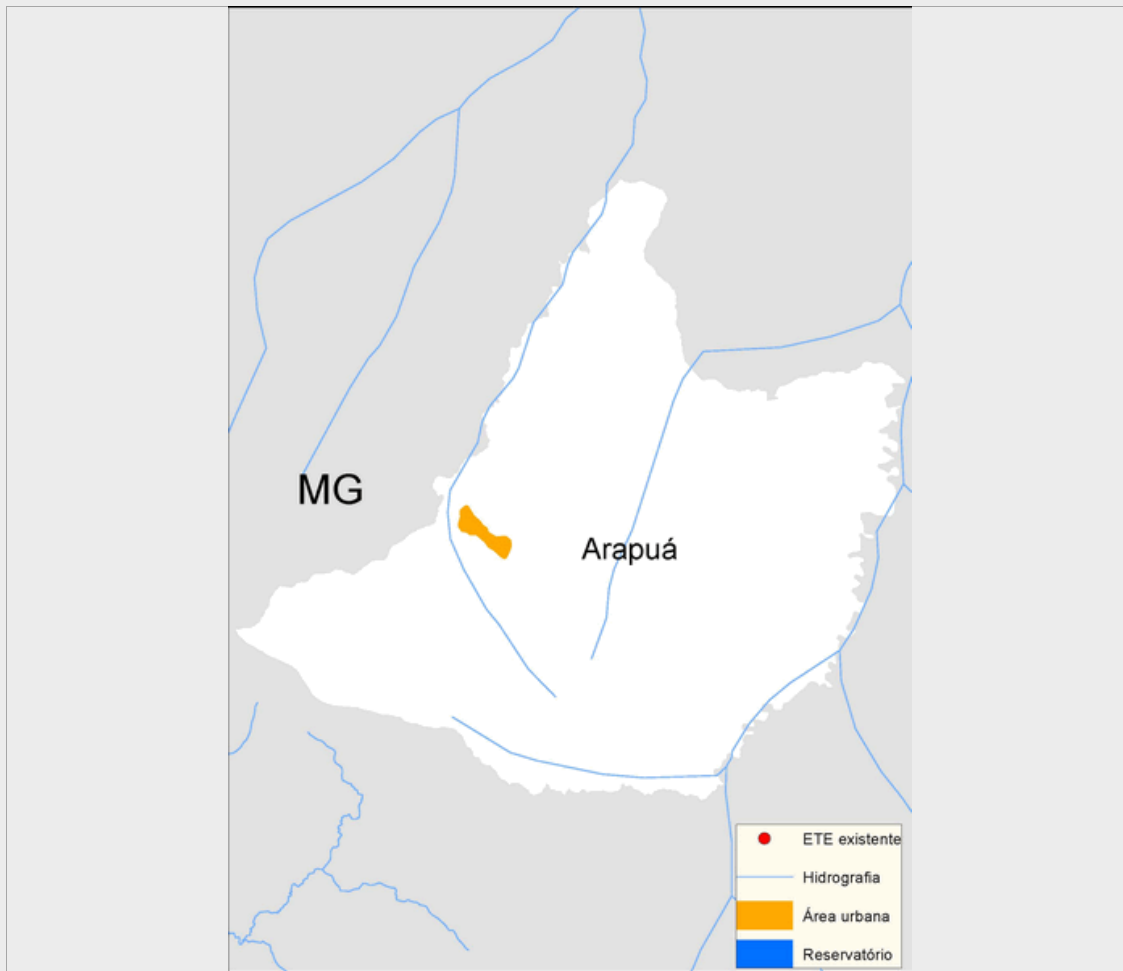 MG
Arapuá
ETE existente
Hidrografia
Área urbana
Reservatório